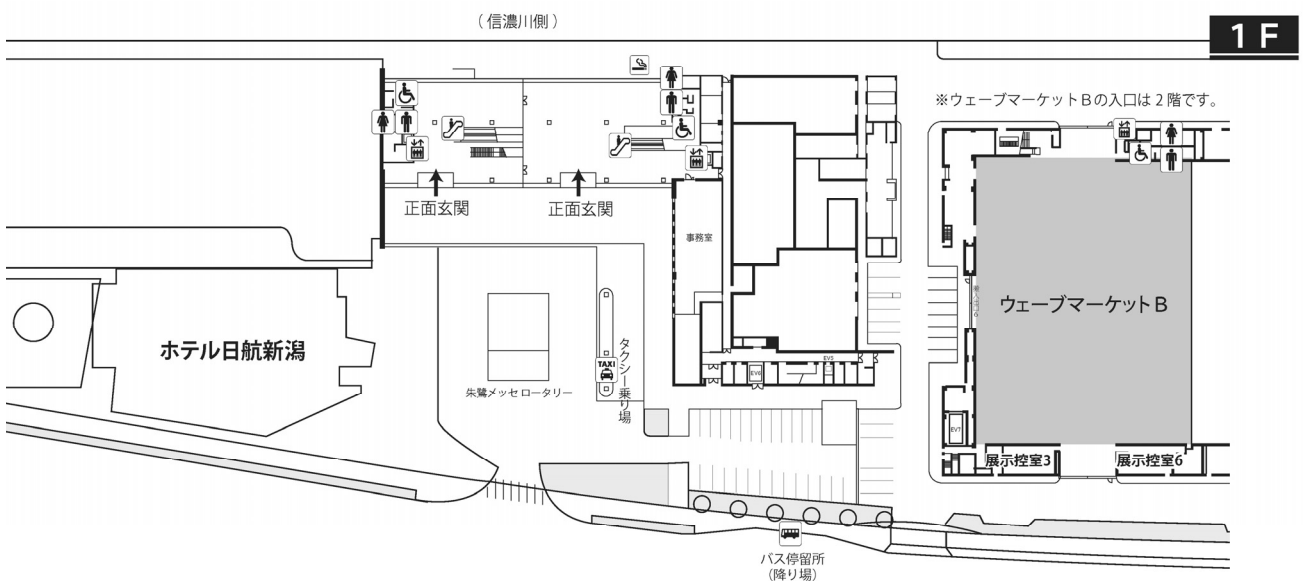 （信濃川側）
1F
※ウェーブマーケットBの入口は2階です。
正面玄関
正面玄関
事務室
ウェーブマーケットB
ホテル日航新潟
TAXI
タクシー乗り場
朱鷺メッセロータリー
EV5
EV6
EV7
展示控室3
展示控室6
バス停留所
（降り場）